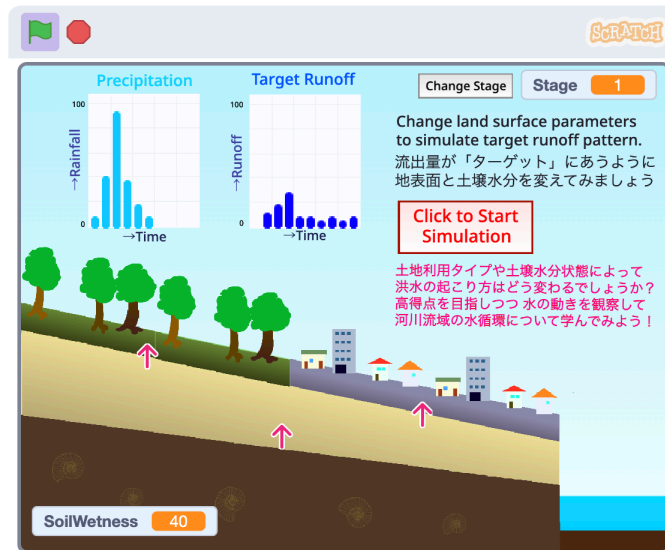 SCRATCH
Precipitation
Target Runoff
Change Stage
Stage 1
100
→Rainfall
0
→Time
100
→Runoff
0
→Time
Change land surface parameters
to simulate target runoff pattern.
流出量が「ターゲット」にあうように
地表面と土壌水分を変えてみましょう
Click to Start
Simulation
土地利用タイプや土壌水分状態によって
洪水の起こり方はどう変わるでしょうか？
高得点を目指しつつ 水の動きを観察して
河川流域の水循環について学んでみよう！
SoilWetness 40